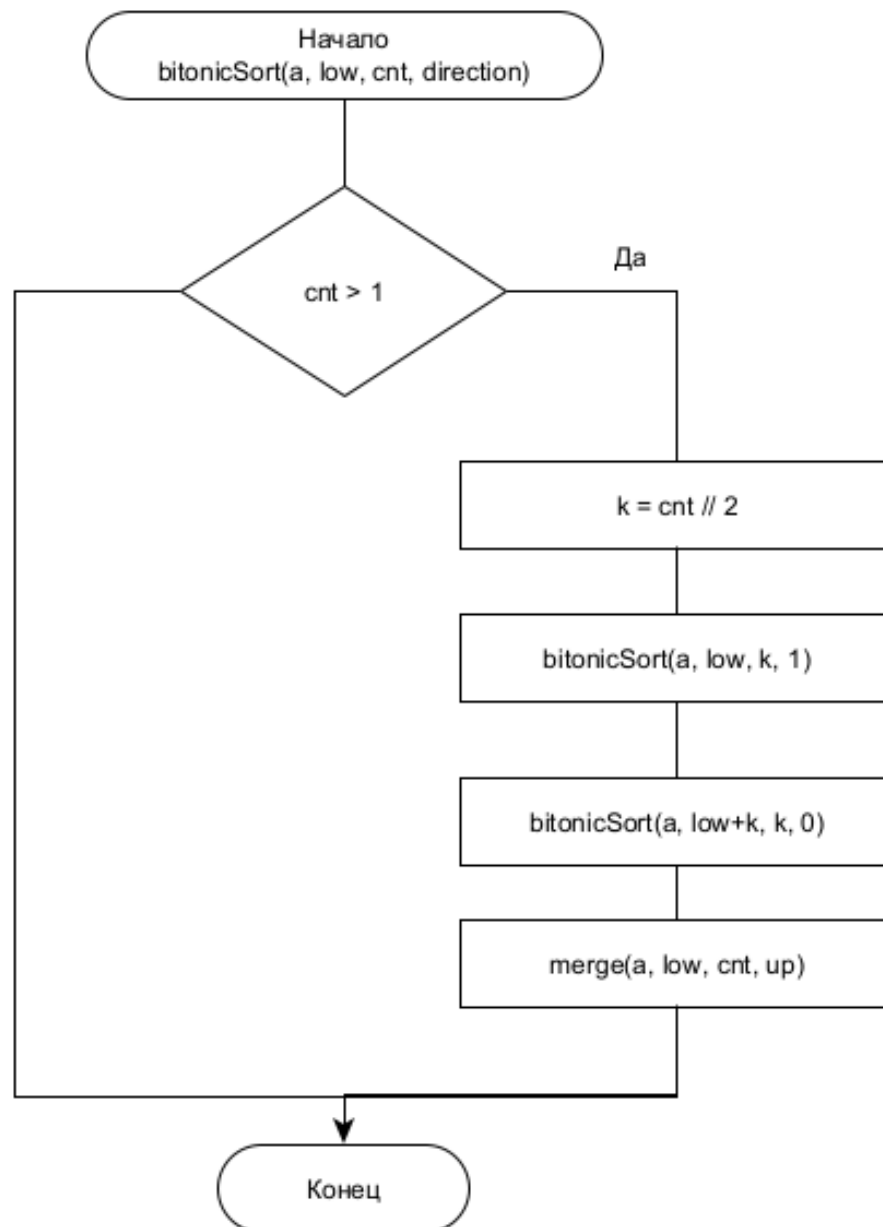 Начало
bitonicSort(a, low, cnt, direction)
cnt > 1
Да
k = cnt // 2
bitonicSort(a, low, k, 1)
bitonicSort(a, low+k, k, 0)
merge(a, low, cnt, up)
Конец